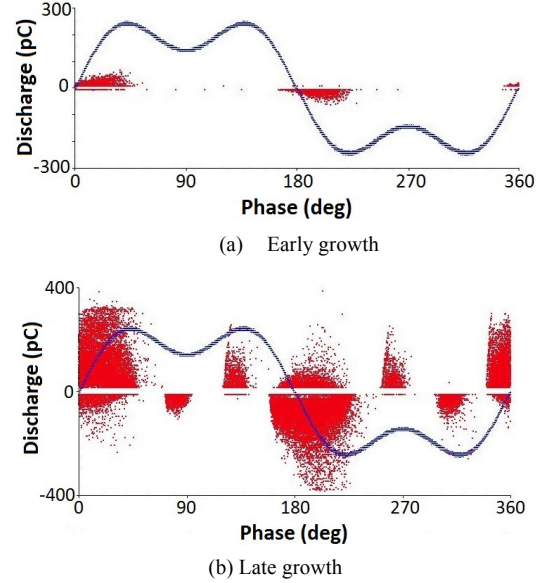 300
Discharge (pC)
0
-300
0 90 180 270 360
Phase (deg)
(a) Early growth
400
Discharge (pC)
0
-400
0 90 180 270 360
Phase (deg)
(b) Late growth